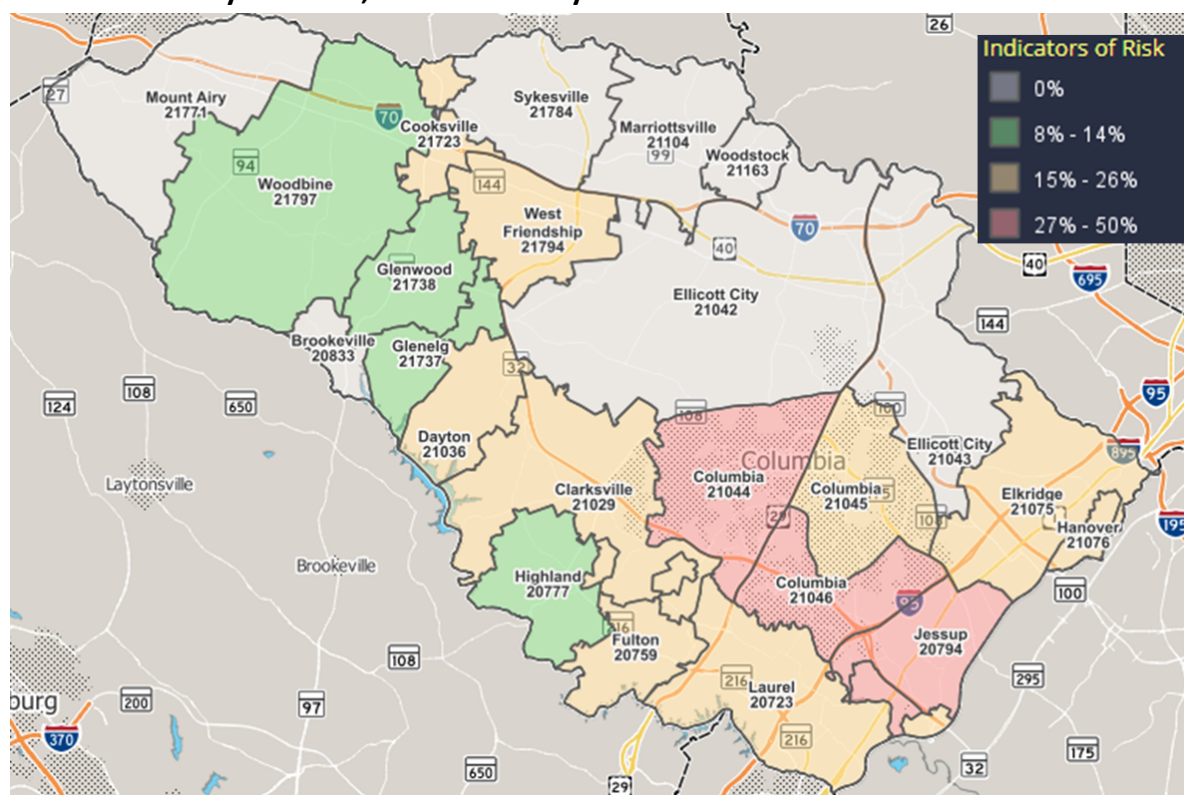 26
Indicators of Risk
0%
8% - 14%
15% - 26%
27% - 50%
27
Mount Airy
21771
70
Cooksville
21723
Sykesville
21784
Marriottsville
21104
99
Woodstock
21163
94
Woodbine
21797
144
West
Friendship
21794
70
40
40
695
Glenwood
21738
Ellicott City
21042
144
Brookeville
20833
Glenelg
21737
32
124
108
650
95
108
100
Dayton
21036
Ellicott City
21043
895
Laytonsville
Columbia
Columbia
21044
Columbia
21045
Clarksville
21029
Elkridge
21075
29
108
195
Hanover
21076
Brookeville
Highland
20777
Columbia
21046
95
100
216
Fulton
20759
Jessup
20794
108
295
216
Laurel
20723
burg
200
97
370
216
175
650
32
29